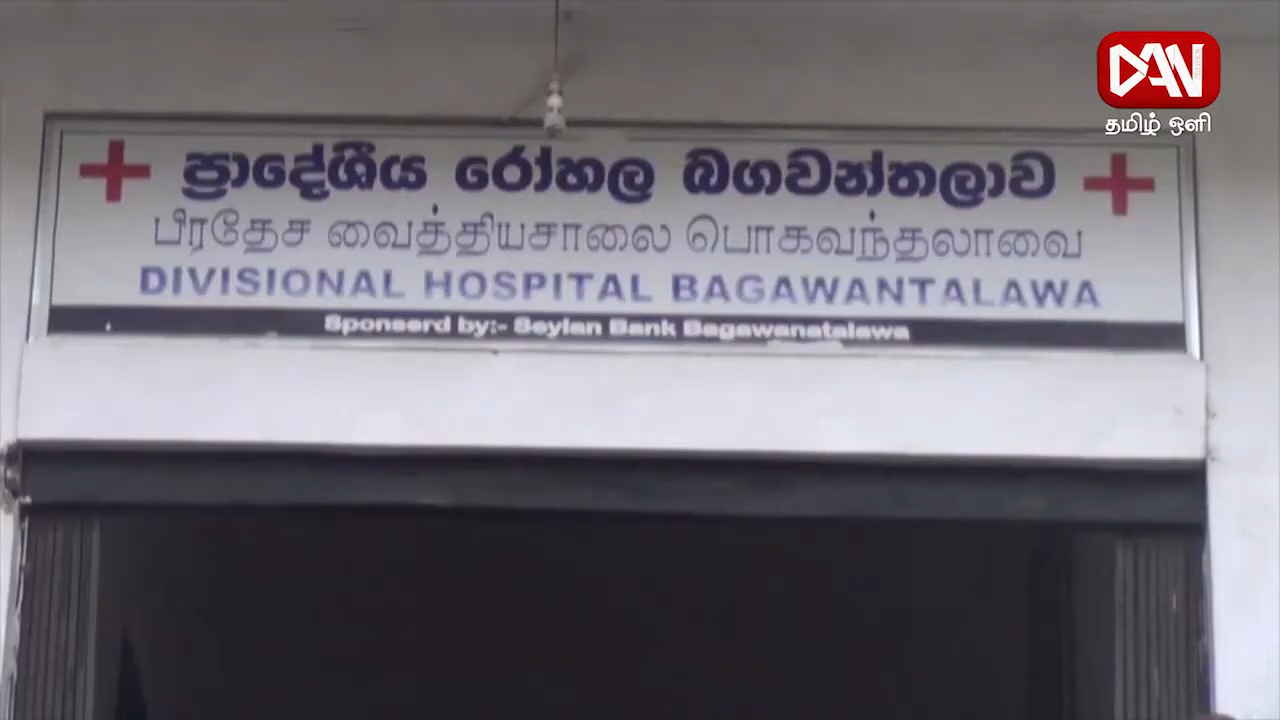 DAN
தமிழ் ஒளி
ප්‍රාදේශීය රෝහල බගවන්තලාව
பீரதேச வைத்தியசாலை பொகவந்தலாவை
DIVISIONAL HOSPITAL BAGAWANTALAWA
Sponserd by:- Seylan Bank Bagawanatalawa